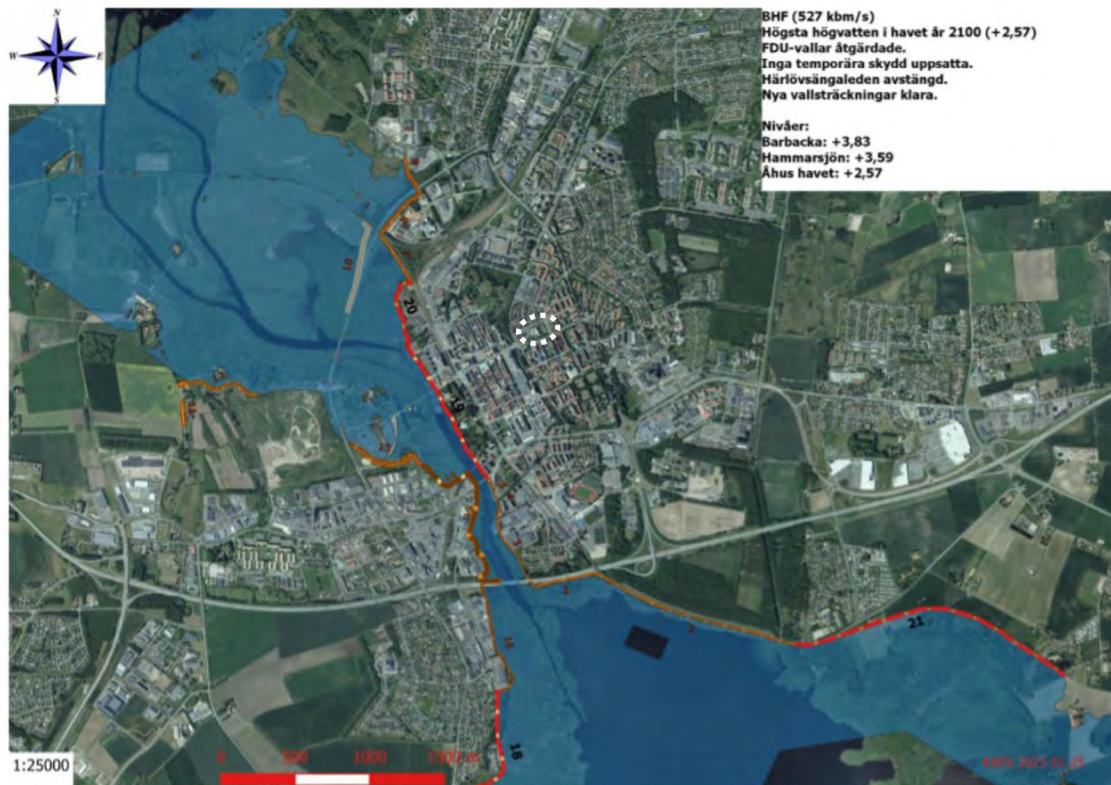 N
W
E
S
BHF (527 kbm/s)
Högsta högvatten i havet år 2100 (+2,57)
FDU-vallar åtgärdade.
Inga temporära skydd uppsatta.
Härlövsängaleden avstängd.
Nya vallsträckningar klara.
Nivåer:
Barbacka: +3,83
Hammarsjön: +3,59
Åhus havet: +2,57
10
20
19
16
21
18
1:25000
0
500
1000
1500 m